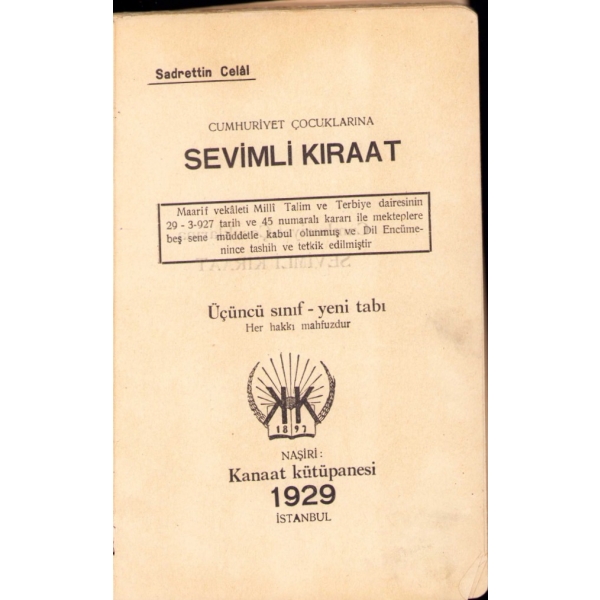 Sadrettin Celâl
CUMHURİYET ÇOCUKLARINA
SEVİMLİ KIRAAT
Maarif vekâleti Millî Talim ve Terbiye dairesinin
29 - 3-927 tarih ve 45 numaralı kararı ile mekteplere
beş sene müddetle kabul olunmuş ve Dil Encüme-
nince tashih ve tetkik edilmiştir
Üçüncü sınıf - yeni tabı
Her hakkı mahfuzdur
K K
1897
NAŞİRİ :
Kanaat kütüpanesi
1929
İSTANBUL